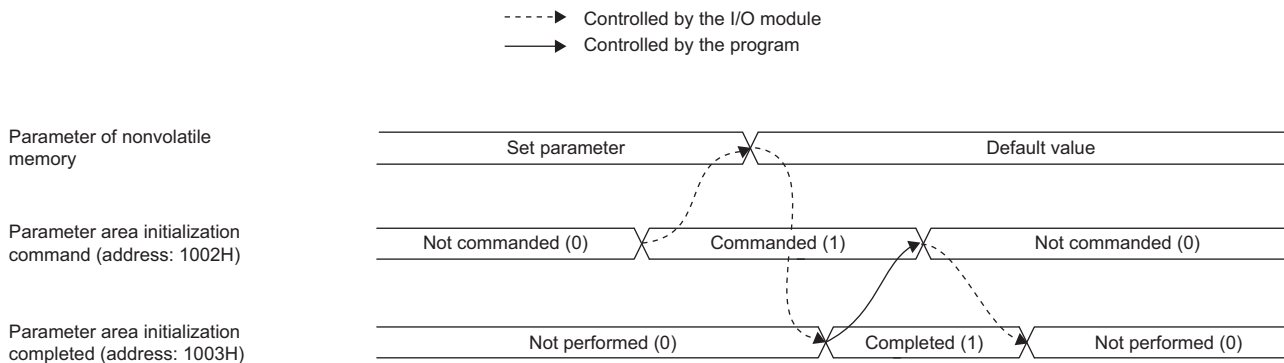 Controlled by the I/O module
Controlled by the program
Parameter of nonvolatile
memory
Set parameter
Default value
Parameter area initialization
command (address: 1002H)
Not commanded (0)
Commanded (1)
Not commanded (0)
Parameter area initialization
completed (address: 1003H)
Not performed (0)
Completed (1)
Not performed (0)